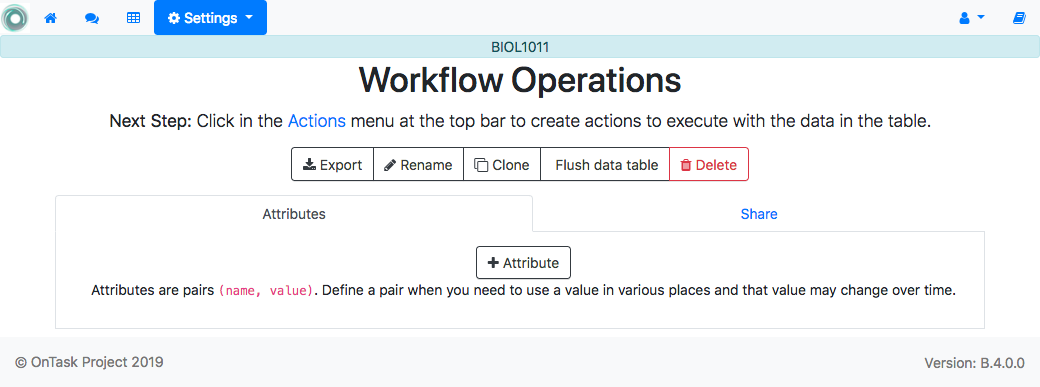 Settings
BIOL1011
Workflow Operations
Next Step: Click in the Actions menu at the top bar to create actions to execute with the data in the table.
Export Rename Clone Flush data table Delete
Attributes Share
Attribute
Attributes are pairs (name, value). Define a pair when you need to use a value in various places and that value may change over time.
© OnTask Project 2019 Version: B.4.0.0